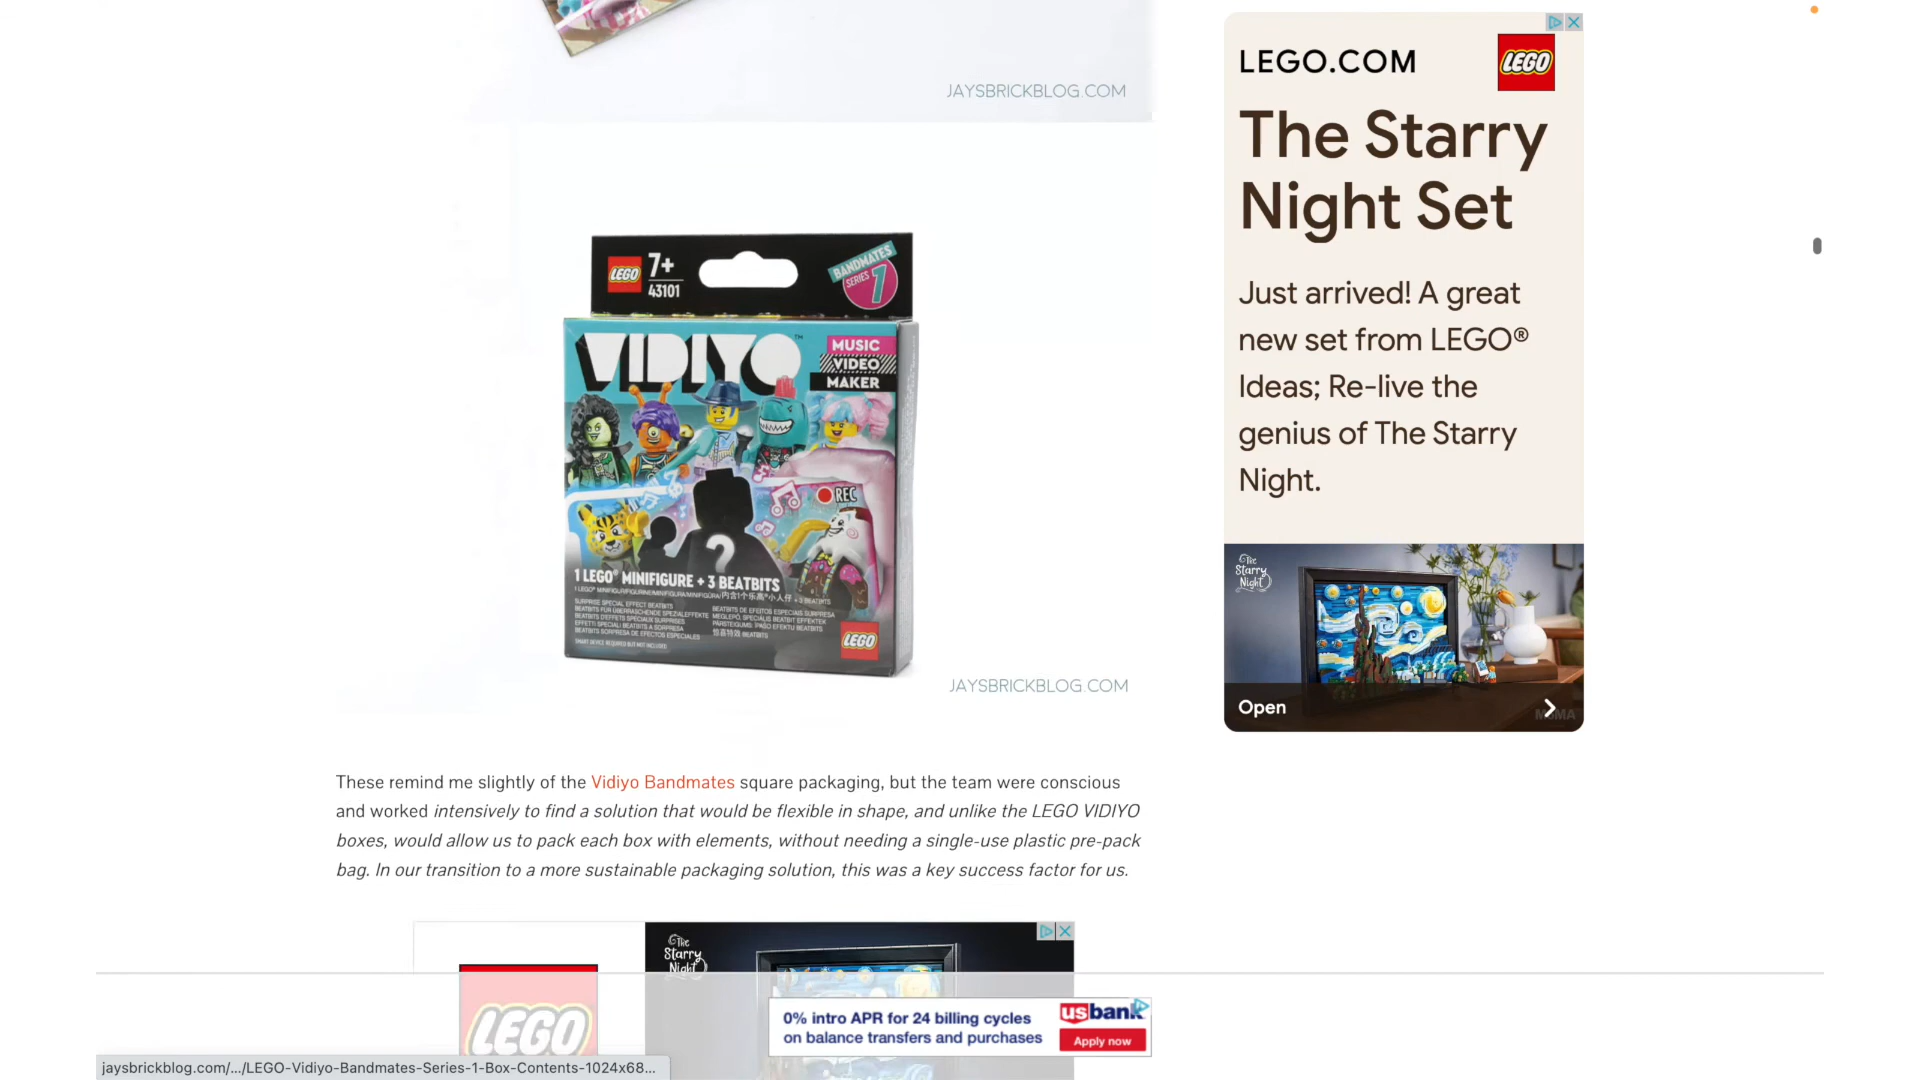 JAYSBRICKBLOG.COM
LEGO
7+
43101
BANDMATES
SERIES 1
VIDIYO™
MUSIC
VIDEO
MAKER
REC
?
1 LEGO® MINIFIGURE + 3 BEATBITS
SURPRISE SPECIAL EFFECT BEATBITS
LEGO
JAYSBRICKBLOG.COM
These remind me slightly of the Vidiyo Bandmates square packaging, but the team were conscious
and worked intensively to find a solution that would be flexible in shape, and unlike the LEGO VIDIYO
boxes, would allow us to pack each box with elements, without needing a single-use plastic pre-pack
bag. In our transition to a more sustainable packaging solution, this was a key success factor for us.
LEGO.COM
LEGO
The Starry
Night Set
Just arrived! A great
new set from LEGO®
Ideas; Re-live the
genius of The Starry
Night.
The
Starry
Night
Open
MoMA
The
Starry
Night
LEGO
0% intro APR for 24 billing cycles
on balance transfers and purchases
usbank
Apply now
jaysbrickblog.com/.../LEGO-Vidiyo-Bandmates-Series-1-Box-Contents-1024x68...